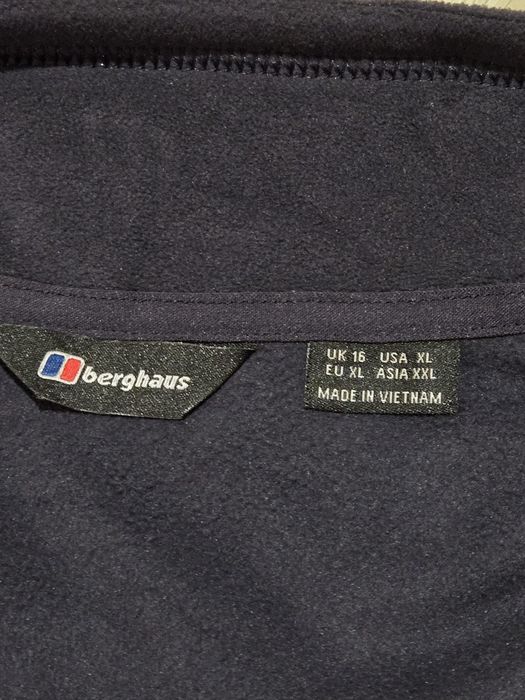 berghaus
UK 16 USA XL
EU XL ASIA XXL
MADE IN VIETNAM